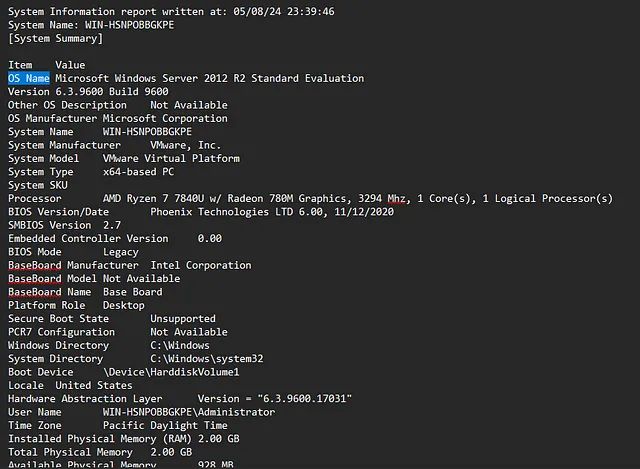 System Information report written at: 05/08/24 23:39:46
System Name: WIN-HSNPOBBGKPE
[System Summary]
Item Value
OS Name Microsoft Windows Server 2012 R2 Standard Evaluation
Version 6.3.9600 Build 9600
Other OS Description Not Available
OS Manufacturer Microsoft Corporation
System Name WIN-HSNPOBBGKPE
System Manufacturer VMware, Inc.
System Model VMware Virtual Platform
System Type x64-based PC
System SKU
Processor AMD Ryzen 7 7840U w/ Radeon 780M Graphics, 3294 Mhz, 1 Core(s), 1 Logical Processor(s)
BIOS Version/Date Phoenix Technologies LTD 6.00, 11/12/2020
SMBIOS Version 2.7
Embedded Controller Version 0.00
BIOS Mode Legacy
BaseBoard Manufacturer Intel Corporation
BaseBoard Model Not Available
BaseBoard Name Base Board
Platform Role Desktop
Secure Boot State Unsupported
PCR7 Configuration Not Available
Windows Directory C:\Windows
System Directory C:\Windows\system32
Boot Device \Device\HarddiskVolume1
Locale United States
Hardware Abstraction Layer Version = "6.3.9600.17031"
User Name WIN-HSNPOBBGKPE\Administrator
Time Zone Pacific Daylight Time
Installed Physical Memory (RAM) 2.00 GB
Total Physical Memory 2.00 GB
Available Physical Memory 928 MB